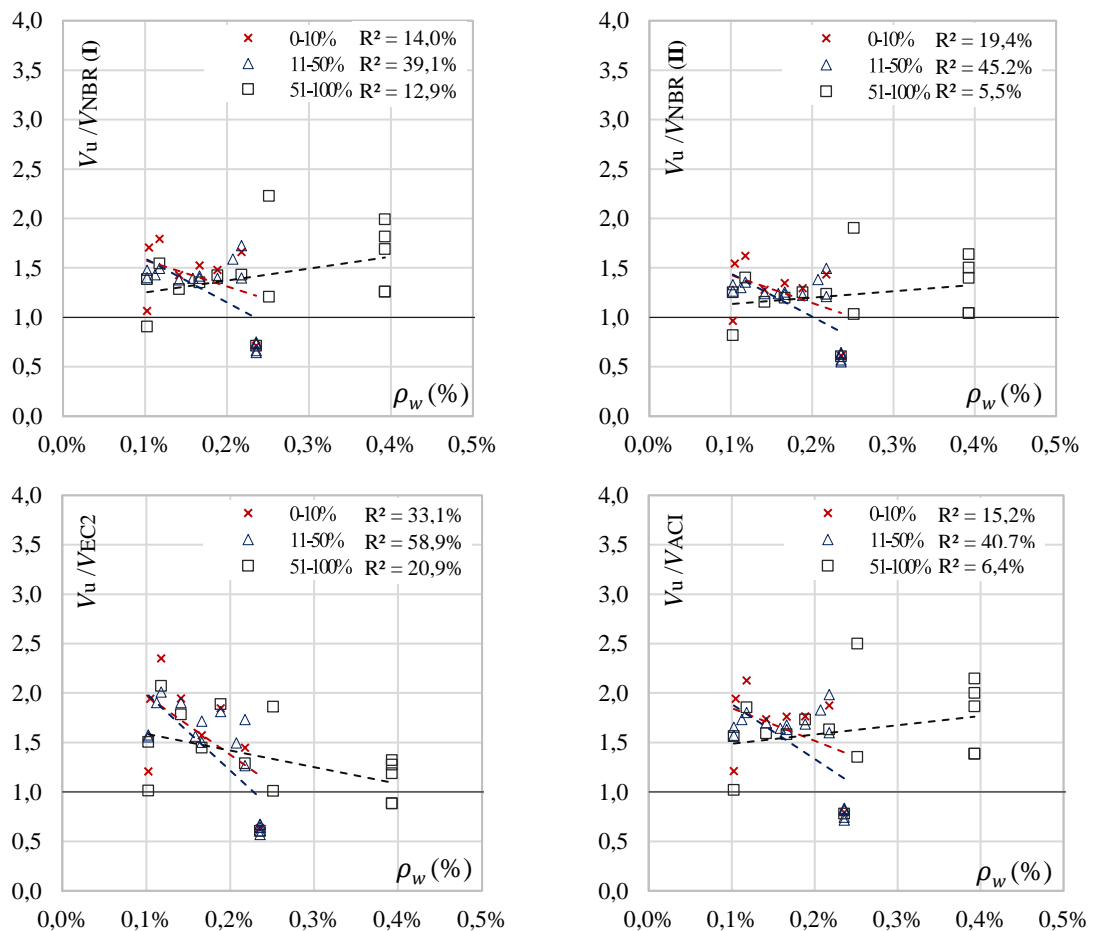 Vu /VNBR (I)
4,0
3,5
3,0
2,5
2,0
1,5
1,0
0,5
0,0
0-10% R² = 14,0%
11-50% R² = 39,1%
51-100% R² = 12,9%
ρw (%)
0,0% 0,1% 0,2% 0,3% 0,4% 0,5%
Vu /VNBR (II)
4,0
3,5
3,0
2,5
2,0
1,5
1,0
0,5
0,0
0-10% R² = 19,4%
11-50% R² = 45,2%
51-100% R² = 5,5%
ρw (%)
0,0% 0,1% 0,2% 0,3% 0,4% 0,5%
Vu /VEC2
4,0
3,5
3,0
2,5
2,0
1,5
1,0
0,5
0,0
0-10% R² = 33,1%
11-50% R² = 58,9%
51-100% R² = 20,9%
ρw (%)
0,0% 0,1% 0,2% 0,3% 0,4% 0,5%
Vu /VACI
4,0
3,5
3,0
2,5
2,0
1,5
1,0
0,5
0,0
0-10% R² = 15,2%
11-50% R² = 40,7%
51-100% R² = 6,4%
ρw (%)
0,0% 0,1% 0,2% 0,3% 0,4% 0,5%